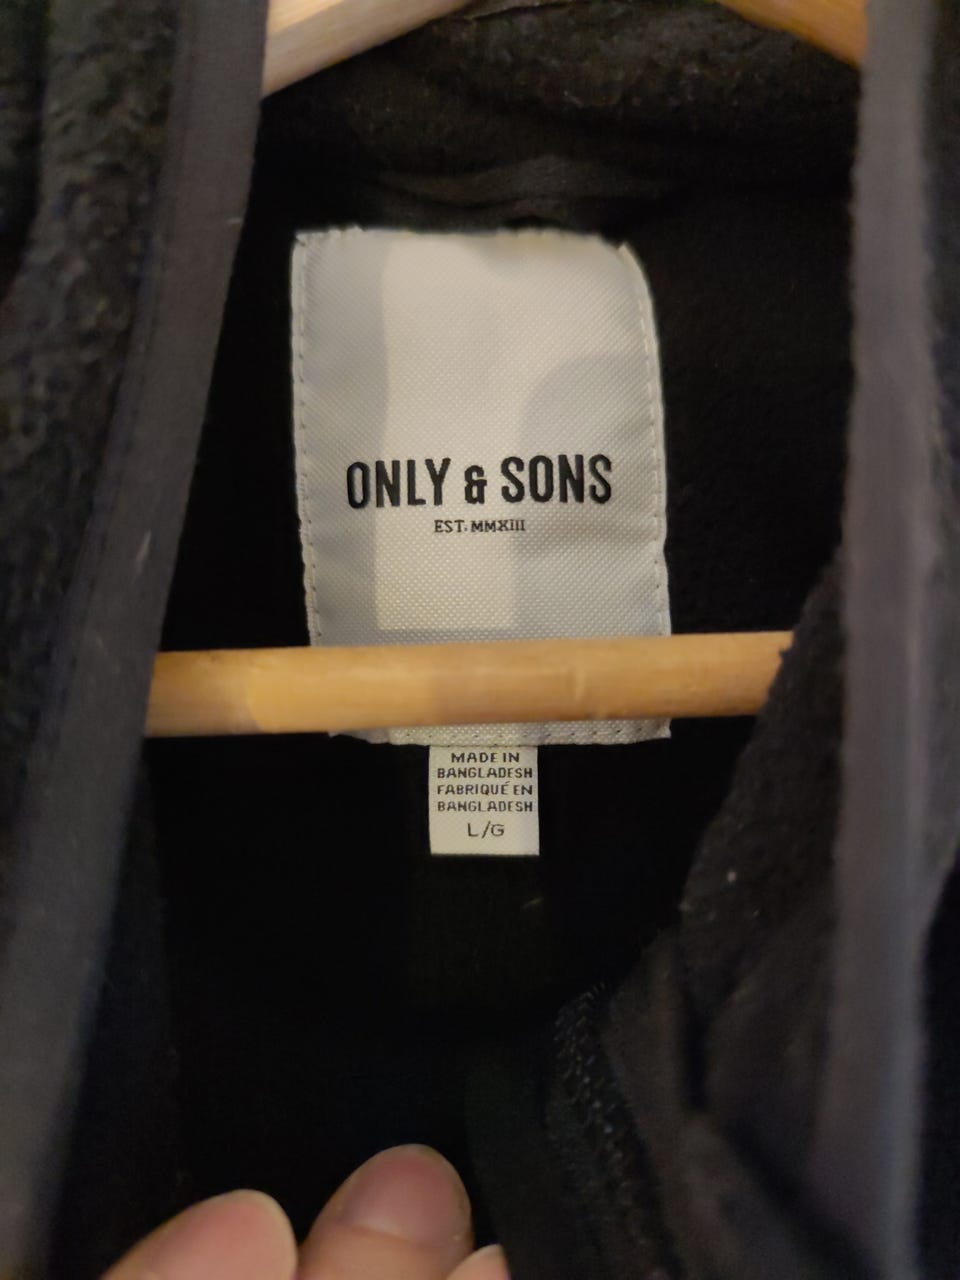 ONLY & SONS
EST. MMXIII
MADE IN
BANGLADESH
FABRIQUÉ EN
BANGLADESH
L/G